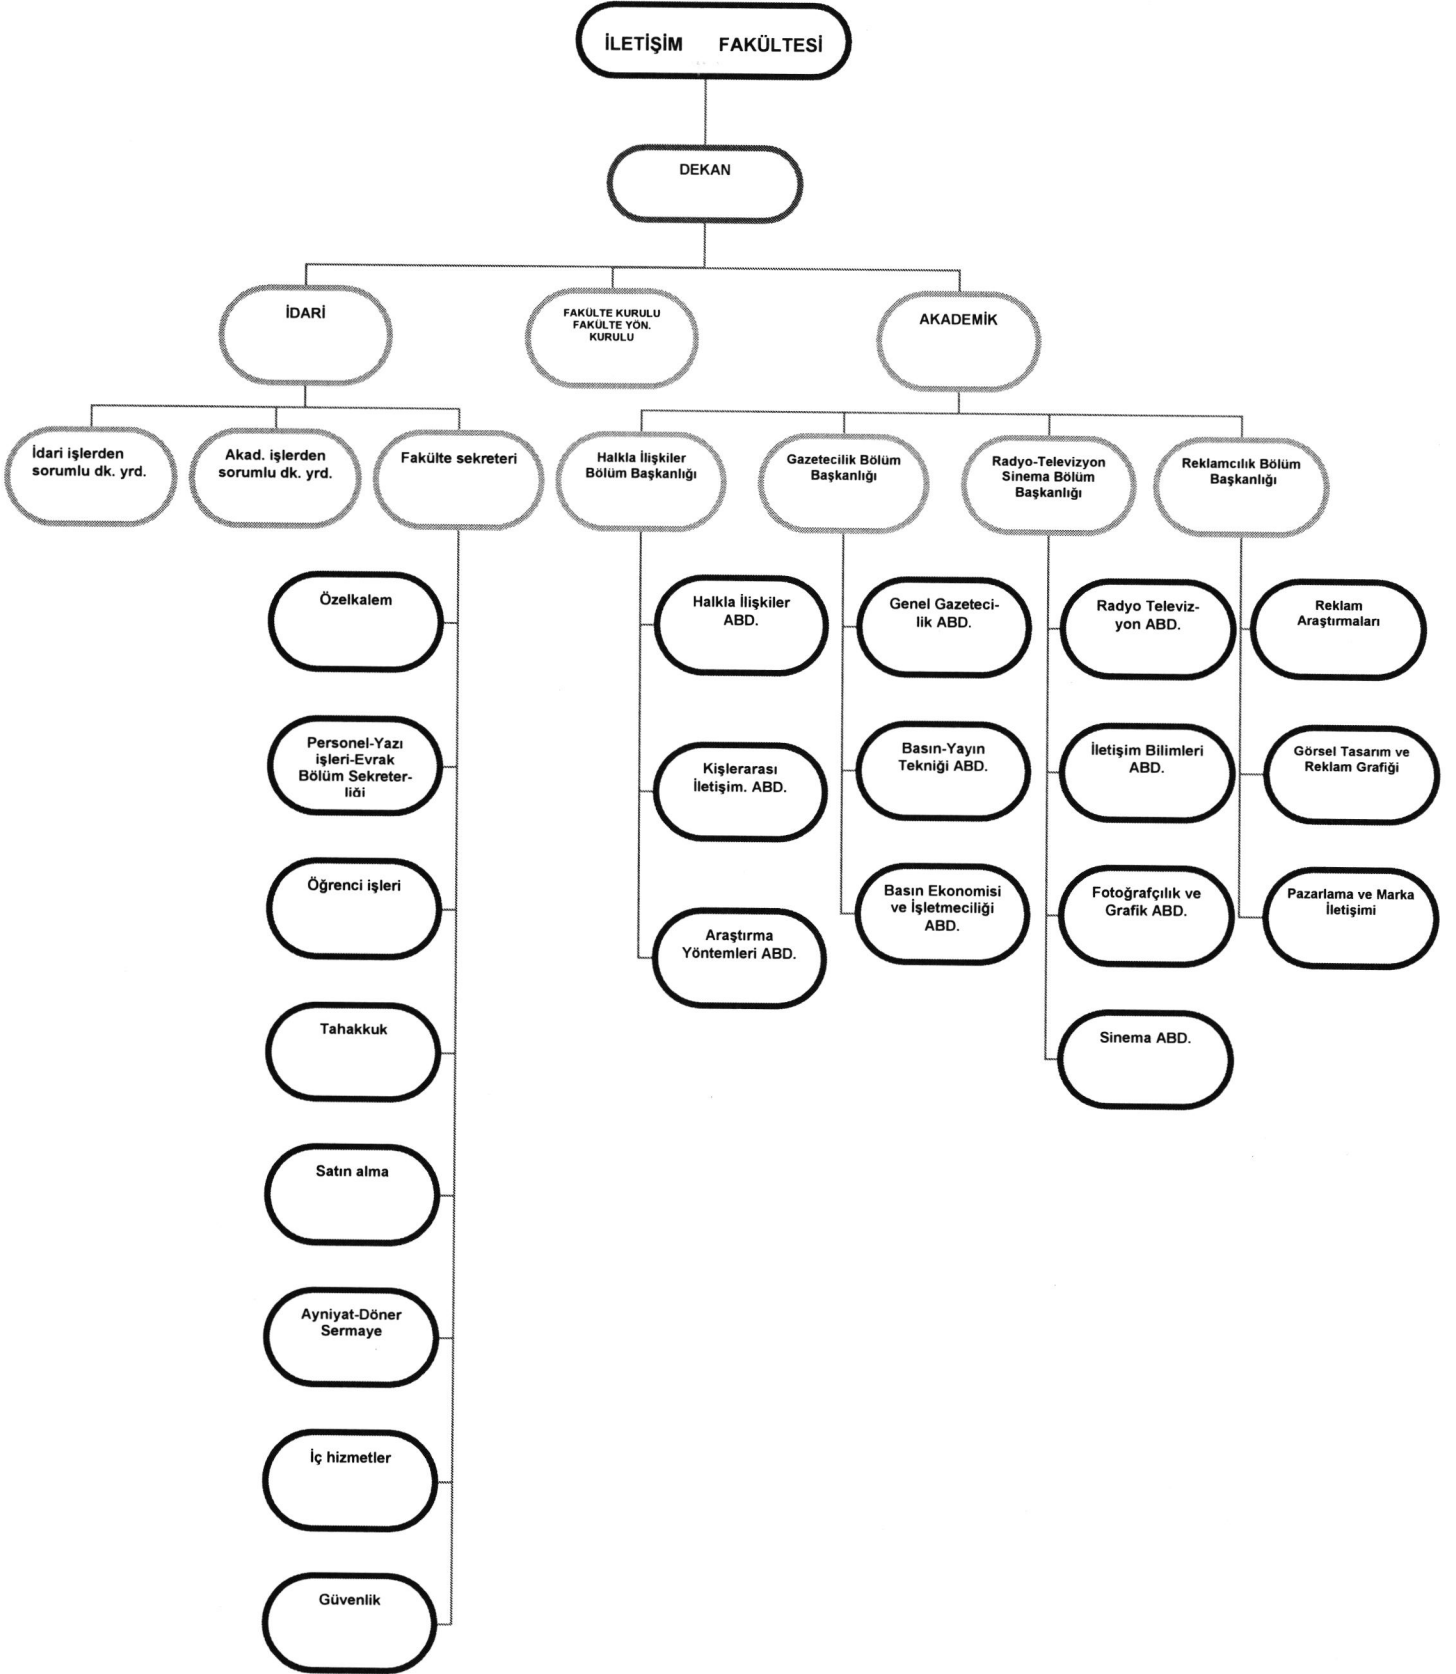 İLETİŞİM FAKÜLTESİ
DEKAN
İDARİ
FAKÜLTE KURULU
FAKÜLTE YÖN.
KURULU
AKADEMİK
İdari işlerden
sorumlu dk. yrd.
Akad. işlerden
sorumlu dk. yrd.
Fakülte sekreteri
Halkla İlişkiler
Bölüm Başkanlığı
Gazetecilik Bölüm
Başkanlığı
Radyo-Televizyon
Sinema Bölüm
Başkanlığı
Reklamcılık Bölüm
Başkanlığı
Özelkalem
Personel-Yazı
işleri-Evrak
Bölüm Sekreter-
liği
Öğrenci işleri
Tahakkuk
Satın alma
Ayniyat-Döner
Sermaye
İç hizmetler
Güvenlik
Halkla İlişkiler
ABD.
Kişlerarası
İletişim. ABD.
Araştırma
Yöntemleri ABD.
Genel Gazeteci-
lik ABD.
Basın-Yayın
Tekniği ABD.
Basın Ekonomisi
ve İşletmeciliği
ABD.
Radyo Televiz-
yon ABD.
İletişim Bilimleri
ABD.
Fotoğrafçılık ve
Grafik ABD.
Sinema ABD.
Reklam
Araştırmaları
Görsel Tasarım ve
Reklam Grafiği
Pazarlama ve Marka
İletişimi